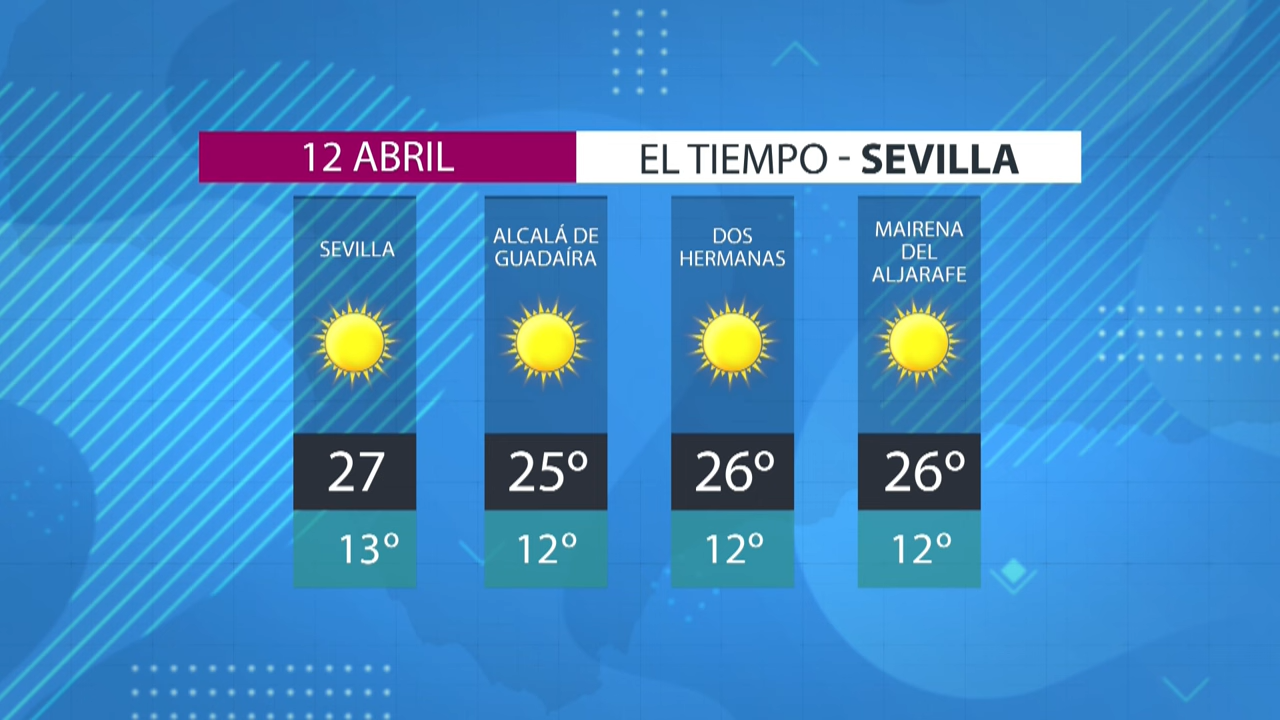 12 ABRIL
EL TIEMPO - SEVILLA
SEVILLA
27
13º
ALCALÁ DE
GUADAÍRA
25º
12º
DOS
HERMANAS
26º
12º
MAIRENA
DEL
ALJARAFE
26º
12º